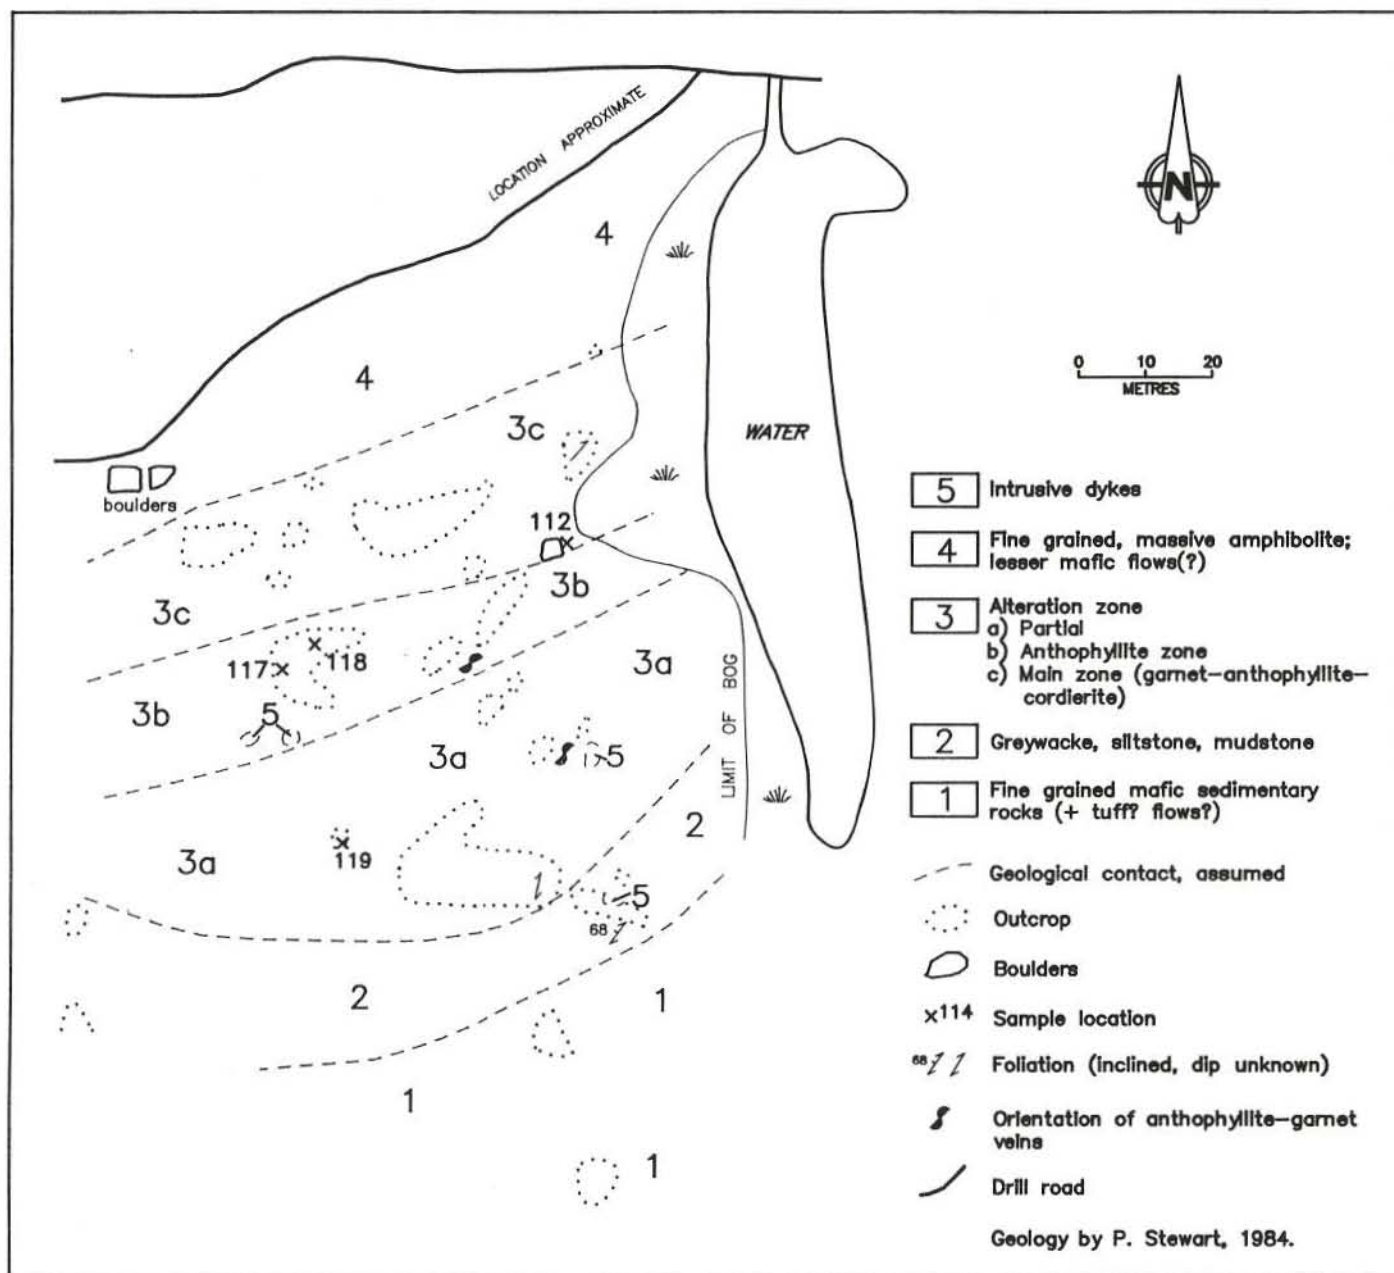 LOCATION APPROXIMATE
N
4
0 10 20
METRES
4
3c
WATER
boulders
112
3b
3c
117
118
3a
3b
5
3a
5
LIMIT OF BOG
2
3a
119
5
68
2
1
1
1
5 Intrusive dykes
4 Fine grained, massive amphibolite;
lesser mafic flows(?)
3 Alteration zone
a) Partial
b) Anthophyllite zone
c) Main zone (garnet-anthophyllite-
cordierite)
2 Greywacke, siltstone, mudstone
1 Fine grained mafic sedimentary
rocks (+ tuff? flows?)
Geological contact, assumed
Outcrop
Boulders
x114 Sample location
68 Foliation (inclined, dip unknown)
Orientation of anthophyllite-garnet
veins
Drill road
Geology by P. Stewart, 1984.